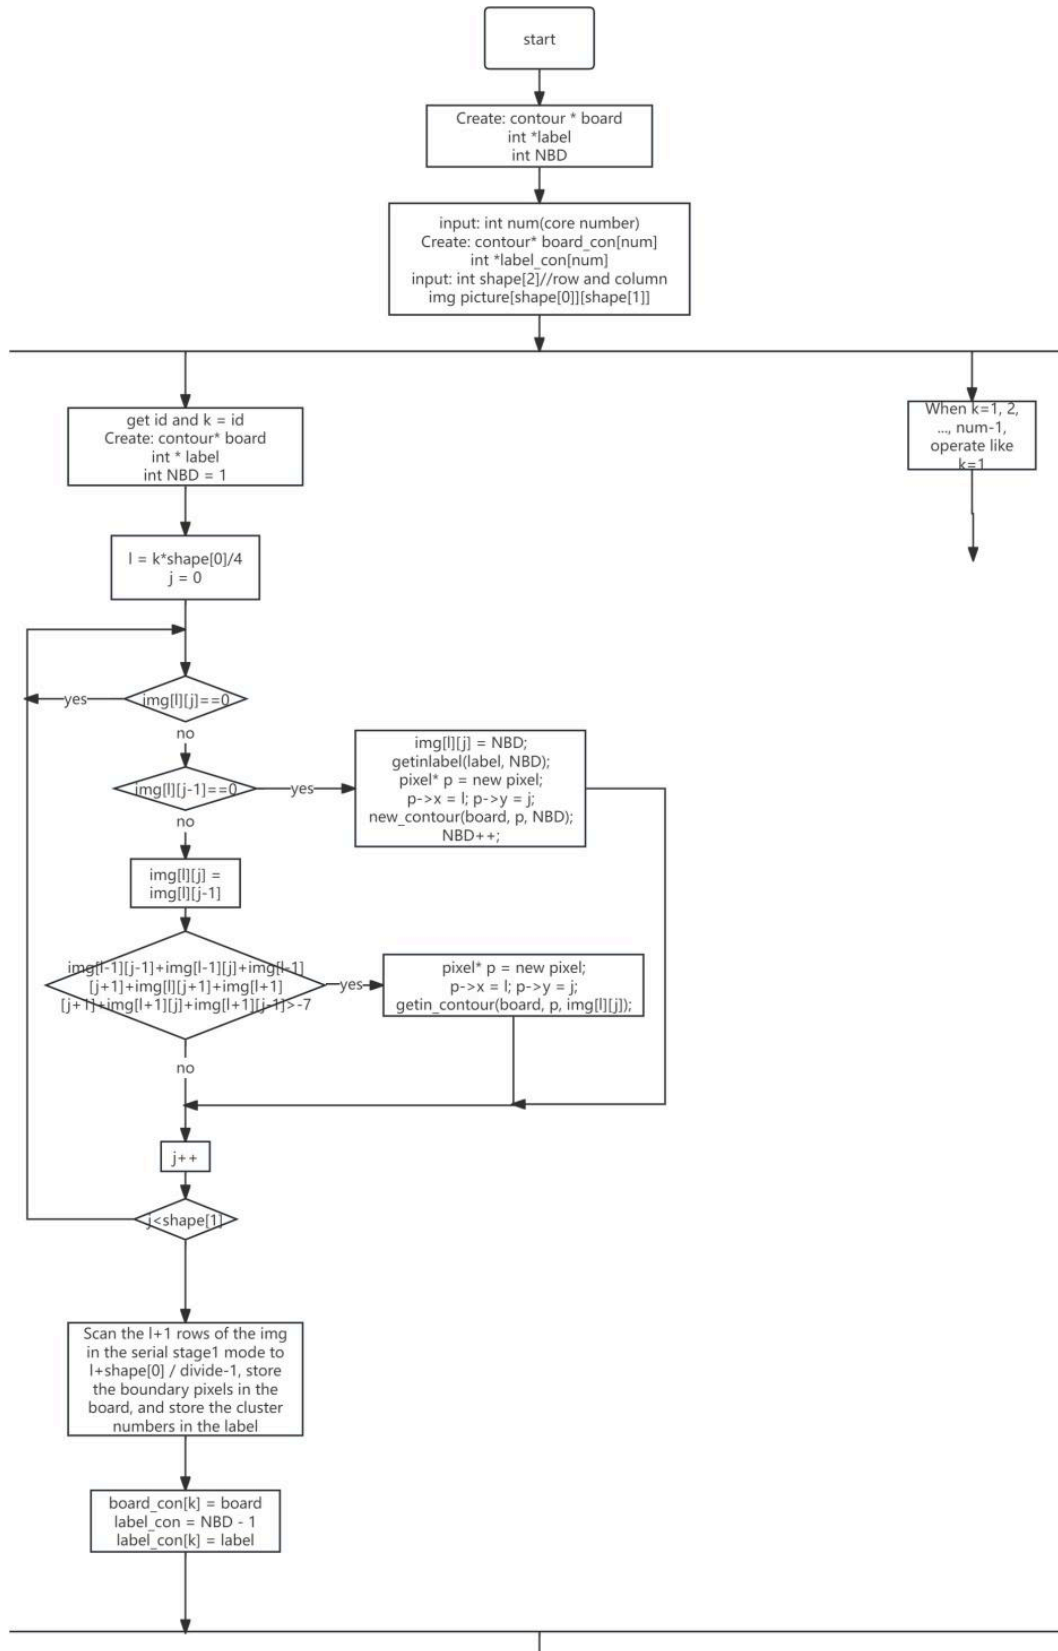 start
Create: contour * board
int *label
int NBD
input: int num(core number)
Create: contour* board_con[num]
int *label_con[num]
input: int shape[2]//row and column
img picture[shape[0]][shape[1]]
get id and k = id
Create: contour* board
int * label
int NBD = 1
When k=1, 2,
..., num-1,
operate like
k=1
l = k*shape[0]/4
j = 0
img[l][j]==0
yes
no
img[l][j-1]==0
yes
img[l][j] = NBD;
getinlabel(label, NBD);
pixel* p = new pixel;
p->x = l; p->y = j;
new_contour(board, p, NBD);
NBD++;
no
img[l][j] =
img[l][j-1]
img[l-1][j-1]+img[l-1][j]+img[l-1]
[j+1]+img[l][j+1]+img[l+1]
[j+1]+img[l+1][j]+img[l+1][j-1]>-7
yes
pixel* p = new pixel;
p->x = l; p->y = j;
getin_contour(board, p, img[l][j]);
no
j++
j<shape[1]
Scan the l+1 rows of the img
in the serial stage1 mode to
l+shape[0] / divide-1, store
the boundary pixels in the
board, and store the cluster
numbers in the label
board_con[k] = board
label_con = NBD - 1
label_con[k] = label